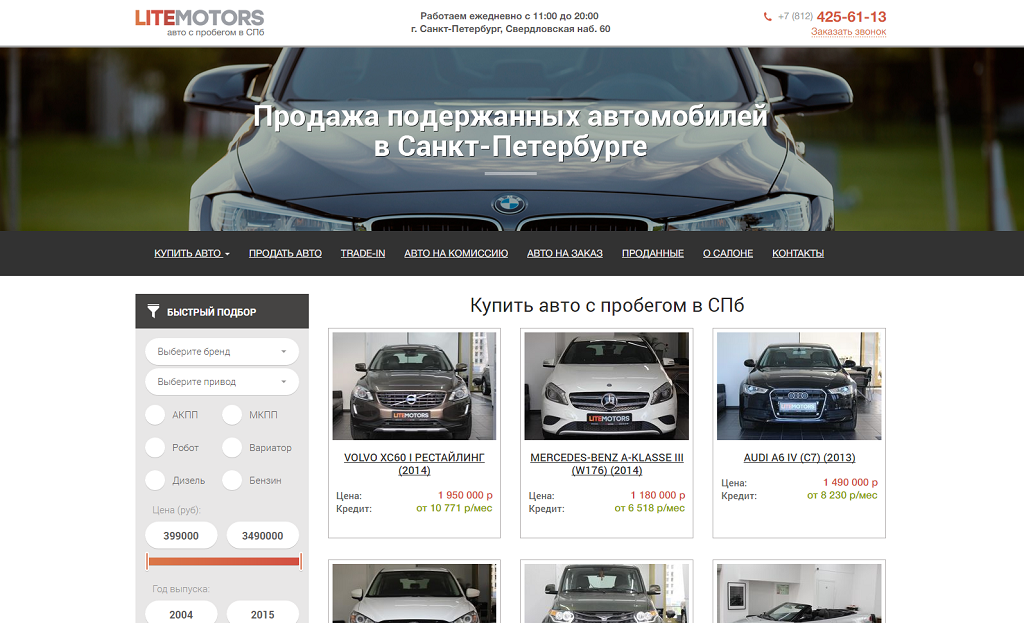 LITEMOTORS
авто с пробегом в СПб
Работаем ежедневно с 11:00 до 20:00
г. Санкт-Петербург, Свердловская наб. 60
+7 (812) 425-61-13
Заказать звонок
Продажа подержанных автомобилей
в Санкт-Петербурге
КУПИТЬ АВТО ПРОДАТЬ АВТО TRADE-IN АВТО НА КОМИССИЮ АВТО НА ЗАКАЗ ПРОДАННЫЕ О САЛОНЕ КОНТАКТЫ
БЫСТРЫЙ ПОДБОР
Выберите бренд
Выберите привод
АКПП МКПП
Робот Вариатор
Дизель Бензин
Цена (руб):
399000 3490000
Год выпуска:
2004 2015
Купить авто с пробегом в СПб
LITEMOTORS
VOLVO XC60 I РЕСТАЙЛИНГ
(2014)
Цена: 1 950 000 р
Кредит: от 10 771 р/мес
LITEMOTORS
MERCEDES-BENZ A-KLASSE III
(W176) (2014)
Цена: 1 180 000 р
Кредит: от 6 518 р/мес
LITEMOTORS
AUDI A6 IV (C7) (2013)
Цена: 1 490 000 р
Кредит: от 8 230 р/мес